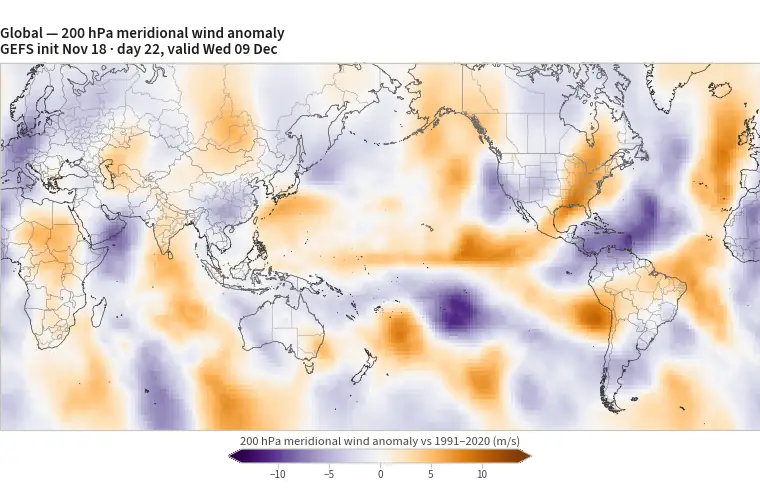 Global — 200 hPa meridional wind anomaly
GEFS init Nov 18 · day 22, valid Wed 09 Dec
200 hPa meridional wind anomaly vs 1991–2020 (m/s)
−10 −5 0 5 10